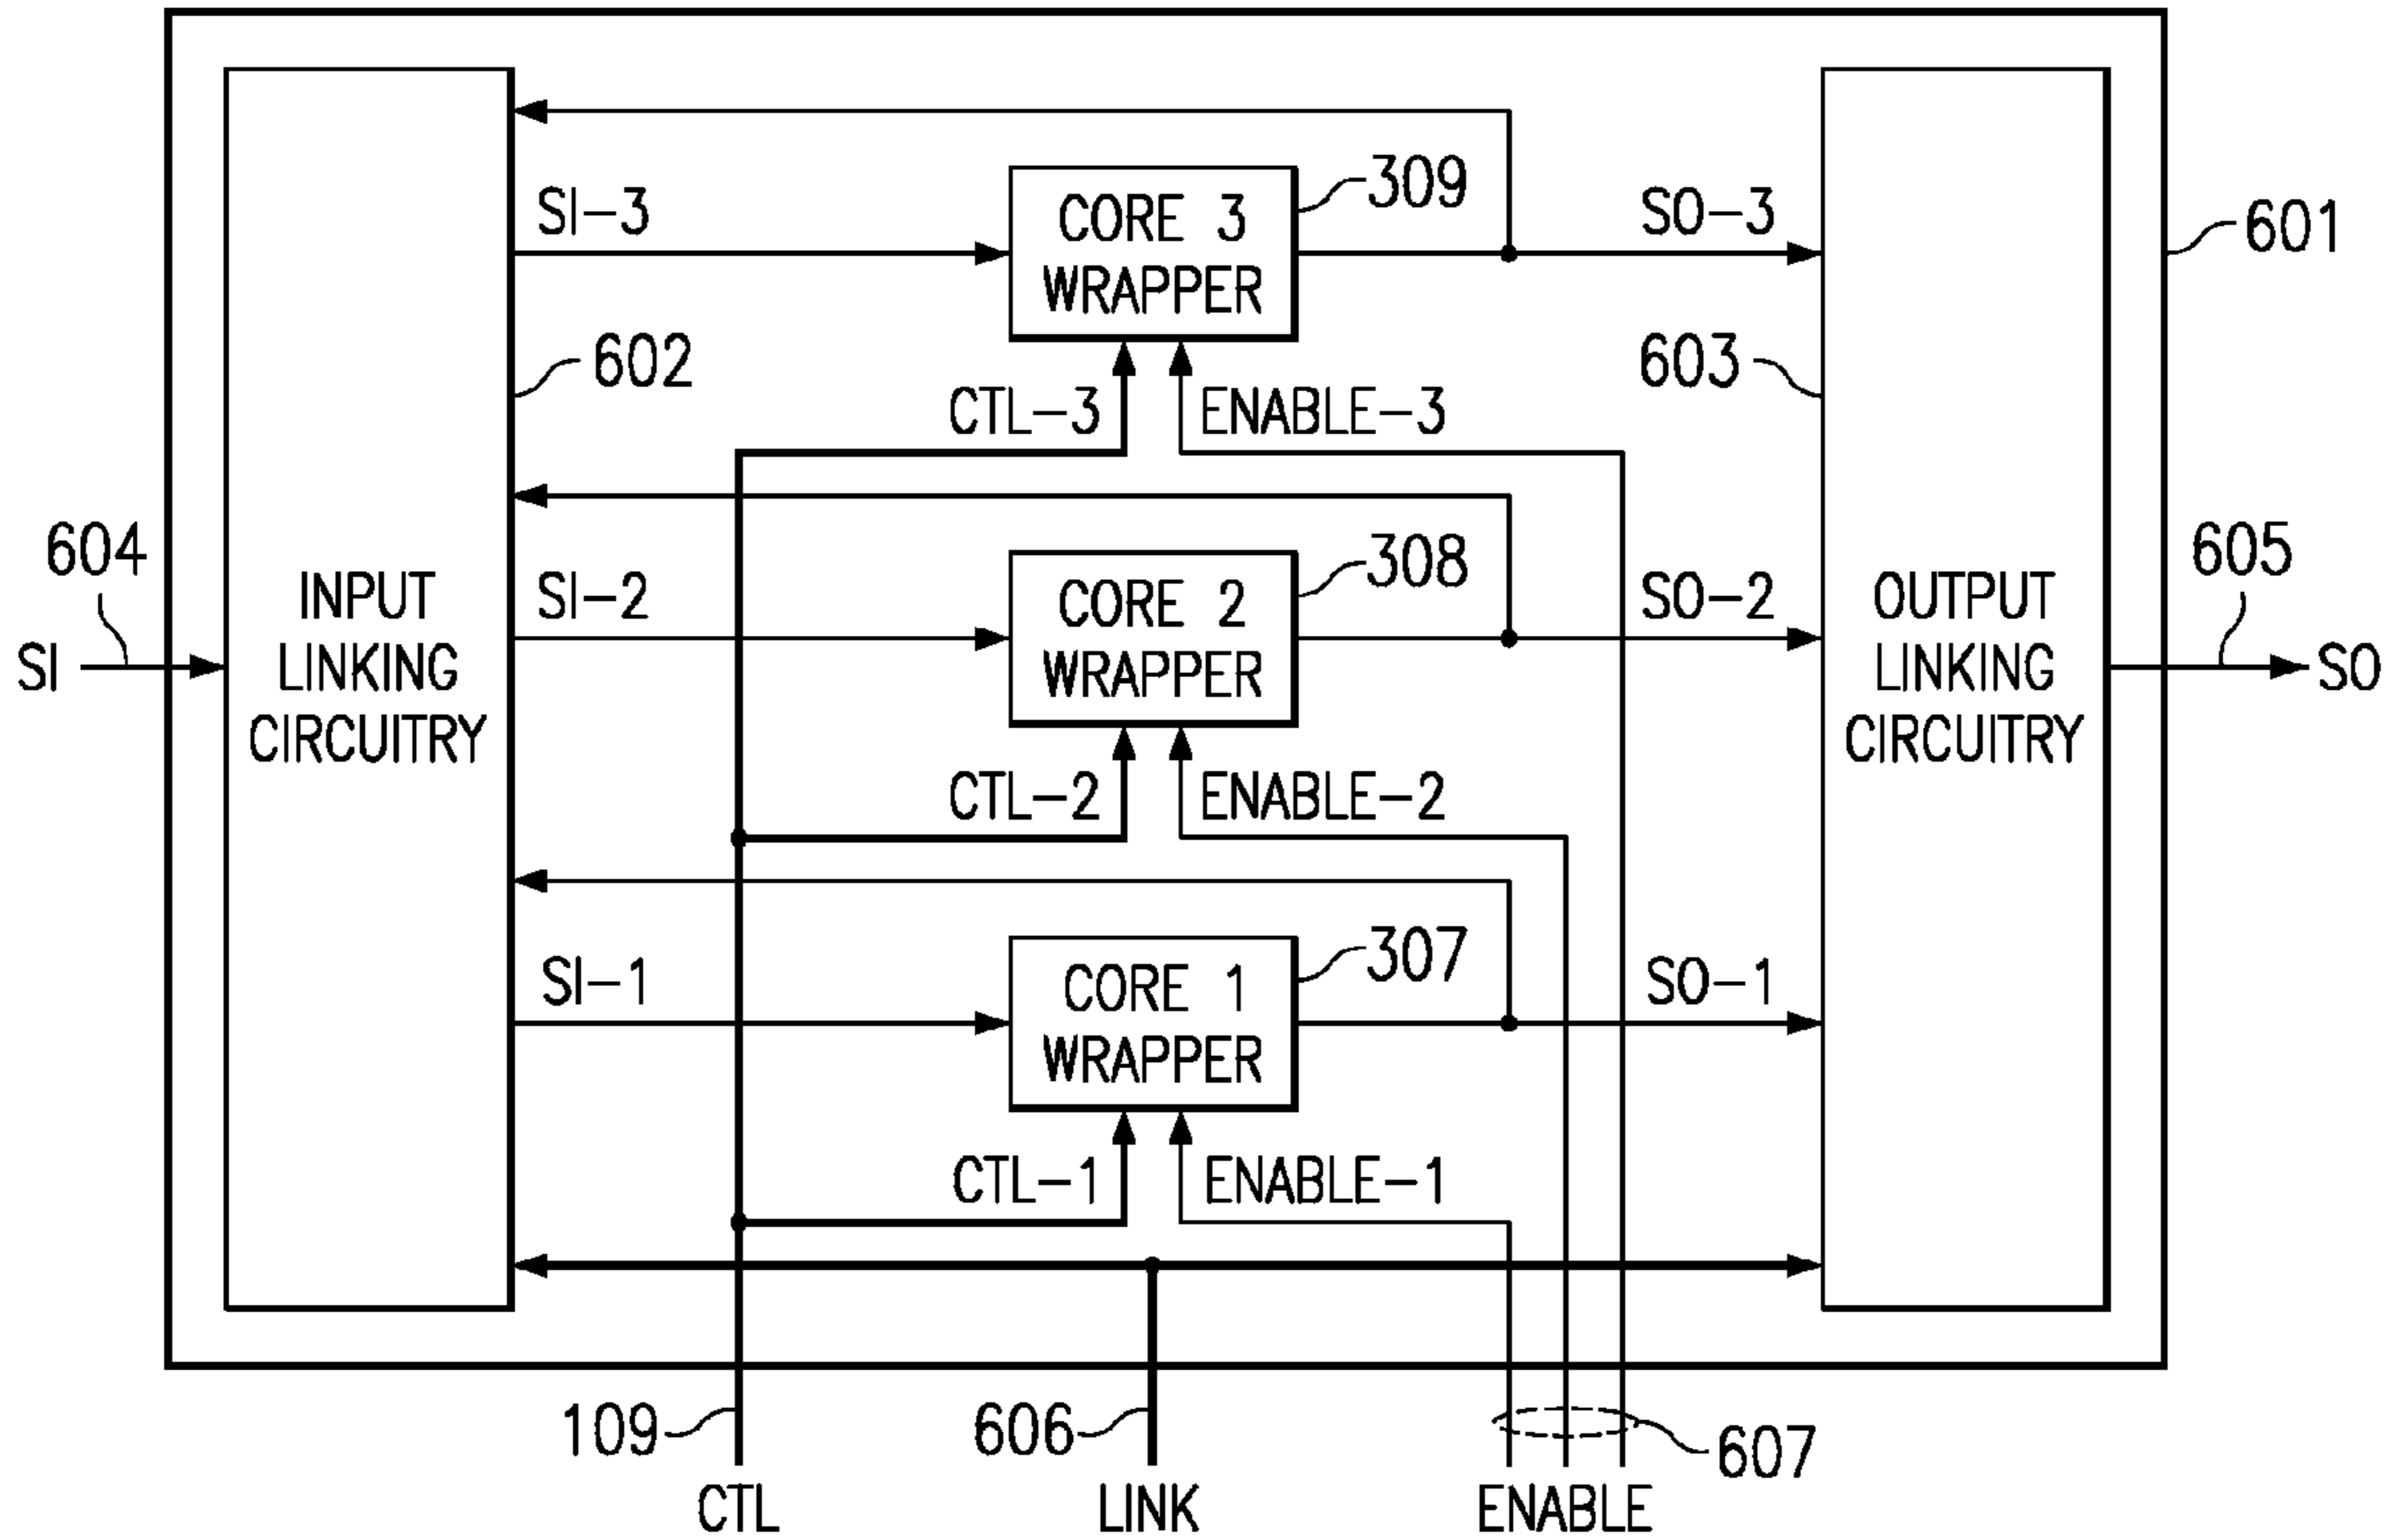 309
SI-3
CORE 3
WRAPPER
SO-3
601
602
603
CTL-3
ENABLE-3
604
308
605
SI-2
CORE 2
WRAPPER
SO-2
INPUT
LINKING
CIRCUITRY
OUTPUT
LINKING
CIRCUITRY
SI
SO
CTL-2
ENABLE-2
307
SI-1
CORE 1
WRAPPER
SO-1
CTL-1
ENABLE-1
109
606
607
CTL
LINK
ENABLE